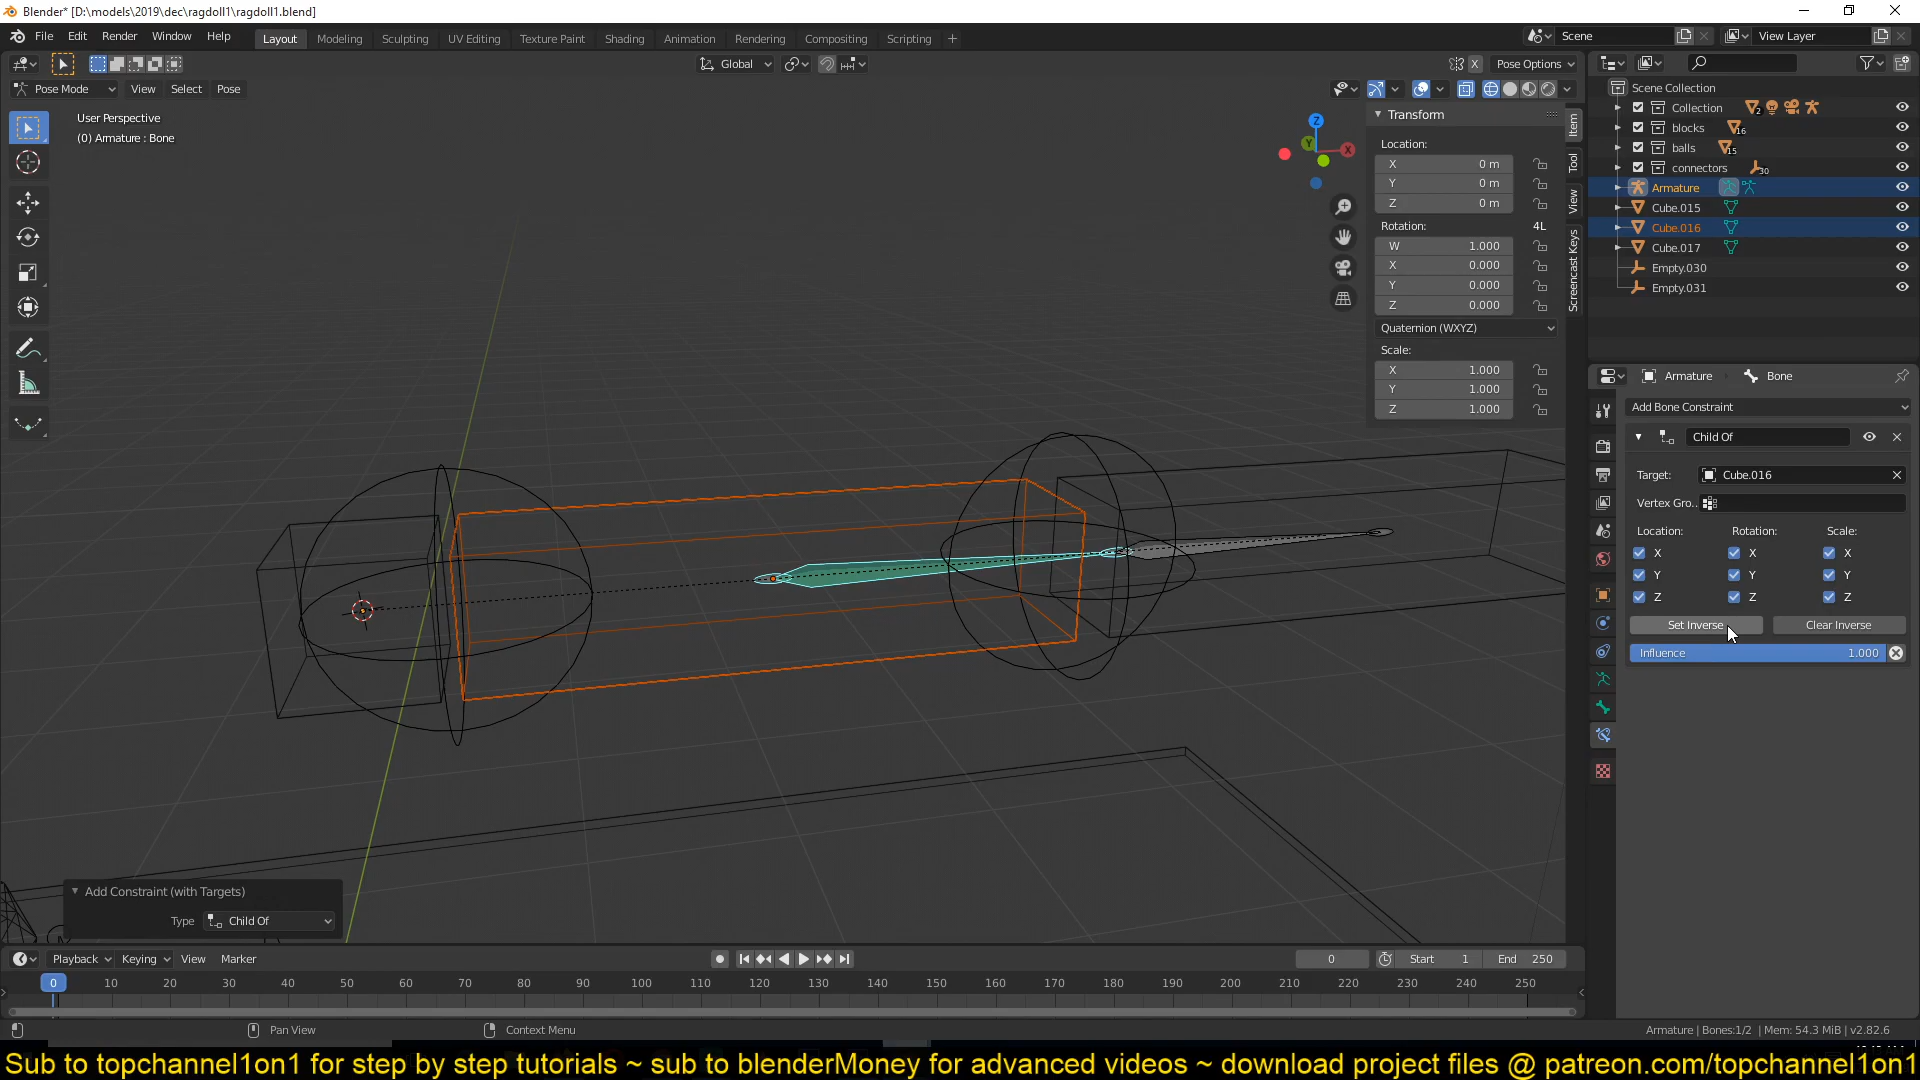 Blender* [D:\models\2019\dec\ragdoll1\ragdoll1.blend]
File Edit Render Window Help
Layout Modeling Sculpting UV Editing Texture Paint Shading Animation Rendering Compositing Scripting +
Scene
View Layer
Global
X Pose Options
Pose Mode View Select Pose
User Perspective
(0) Armature : Bone
Z
Y
X
Transform
Location:
X 0 m
Y 0 m
Z 0 m
Rotation: 4L
W 1.000
X 0.000
Y 0.000
Z 0.000
Quaternion (WXYZ)
Scale:
X 1.000
Y 1.000
Z 1.000
Item
Tool
View
Screencast Keys
Scene Collection
Collection 2
blocks 16
balls 15
connectors 30
Armature
Cube.015
Cube.016
Cube.017
Empty.030
Empty.031
Armature Bone
Add Bone Constraint
Child Of
Target: Cube.016
Vertex Gro..
Location: Rotation: Scale:
X X X
Y Y Y
Z Z Z
Set Inverse Clear Inverse
Influence 1.000
Add Constraint (with Targets)
Type Child Of
Playback Keying View Marker
0 Start 1 End 250
0 10 20 30 40 50 60 70 80 90 100 110 120 130 140 150 160 170 180 190 200 210 220 230 240 250
Pan View
Context Menu
Armature | Bones:1/2 | Mem: 54.3 MiB | v2.82.6
Sub to topchannel1on1 for step by step tutorials ~ sub to blenderMoney for advanced videos ~ download project files @ patreon.com/topchannel1on1